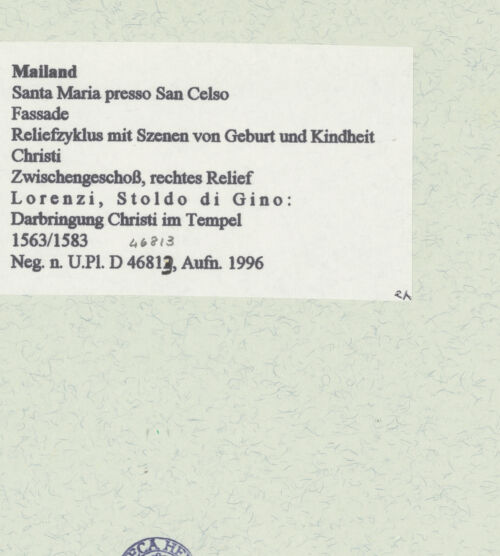 Mailand
Santa Maria presso San Celso
Fassade
Reliefzyklus mit Szenen von Geburt und Kindheit
Christi
Zwischengeschoß, rechtes Relief
Lorenzi, Stoldo di Gino:
Darbringung Christi im Tempel
1563/1583 46813
Neg. n. U.Pl. D 46813, Aufn. 1996